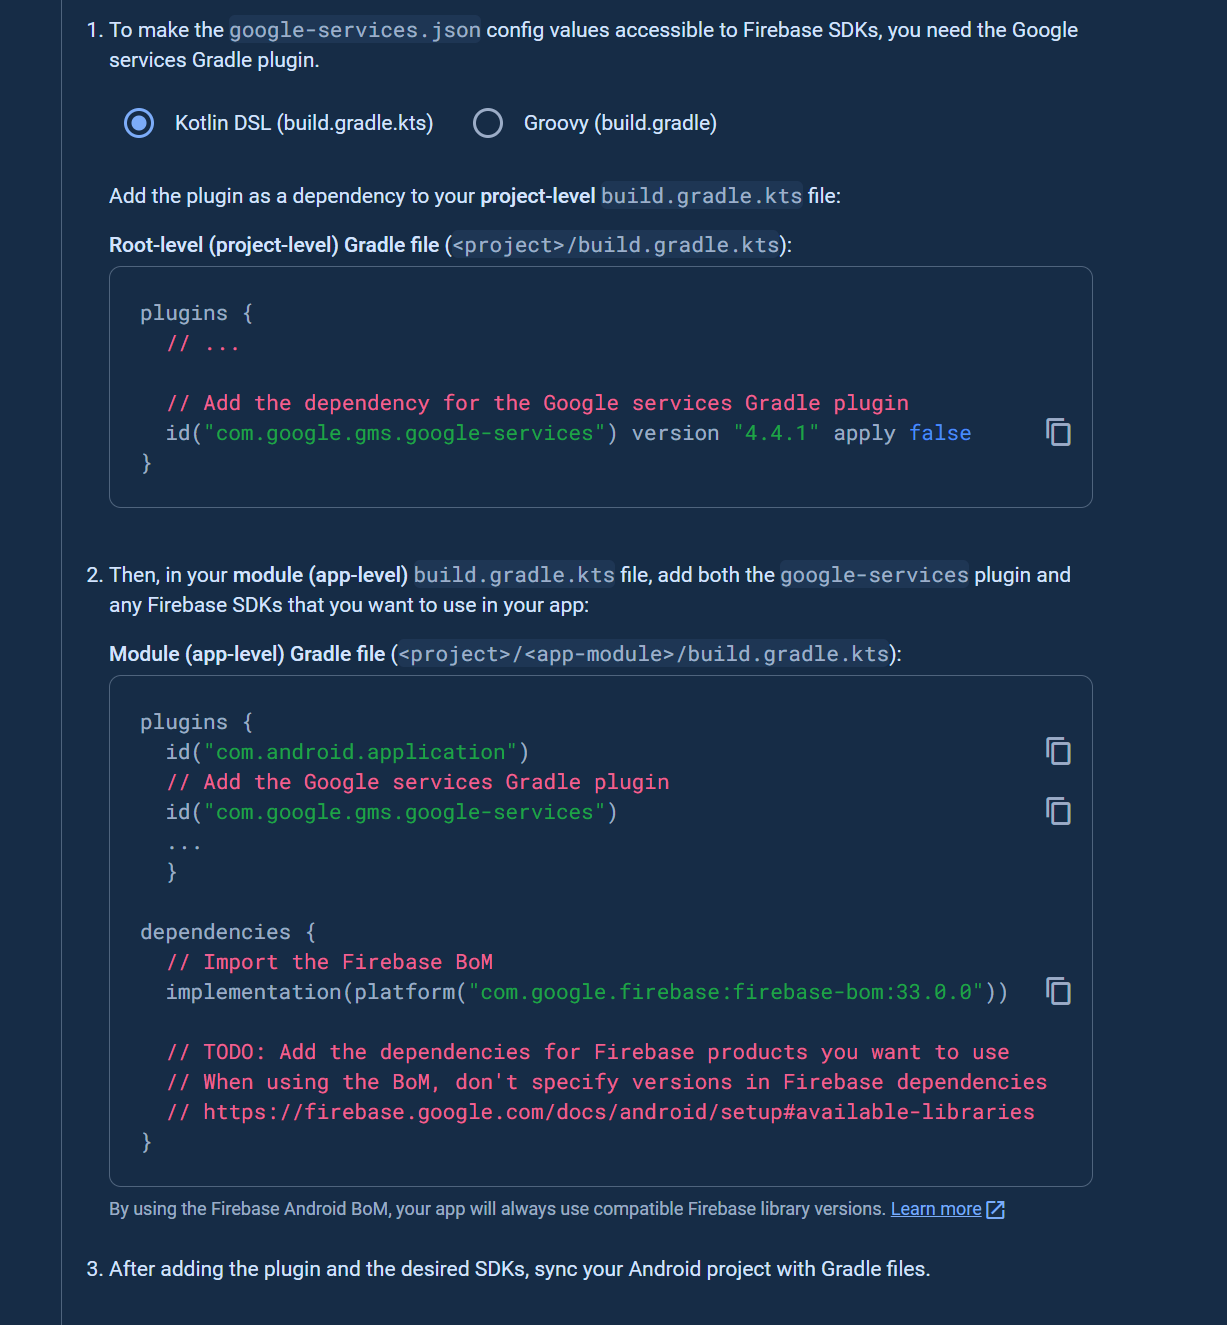 1. To make the google-services.json config values accessible to Firebase SDKs, you need the Google
services Gradle plugin.
Kotlin DSL (build.gradle.kts) Groovy (build.gradle)
Add the plugin as a dependency to your project-level build.gradle.kts file:
Root-level (project-level) Gradle file (<project>/build.gradle.kts):
plugins {
// ...
// Add the dependency for the Google services Gradle plugin
id("com.google.gms.google-services") version "4.4.1" apply false
}
2. Then, in your module (app-level) build.gradle.kts file, add both the google-services plugin and
any Firebase SDKs that you want to use in your app:
Module (app-level) Gradle file (<project>/<app-module>/build.gradle.kts):
plugins {
id("com.android.application")
// Add the Google services Gradle plugin
id("com.google.gms.google-services")
...
}
dependencies {
// Import the Firebase BoM
implementation(platform("com.google.firebase:firebase-bom:33.0.0"))
// TODO: Add the dependencies for Firebase products you want to use
// When using the BoM, don't specify versions in Firebase dependencies
// https://firebase.google.com/docs/android/setup#available-libraries
}
By using the Firebase Android BoM, your app will always use compatible Firebase library versions. Learn more
3. After adding the plugin and the desired SDKs, sync your Android project with Gradle files.